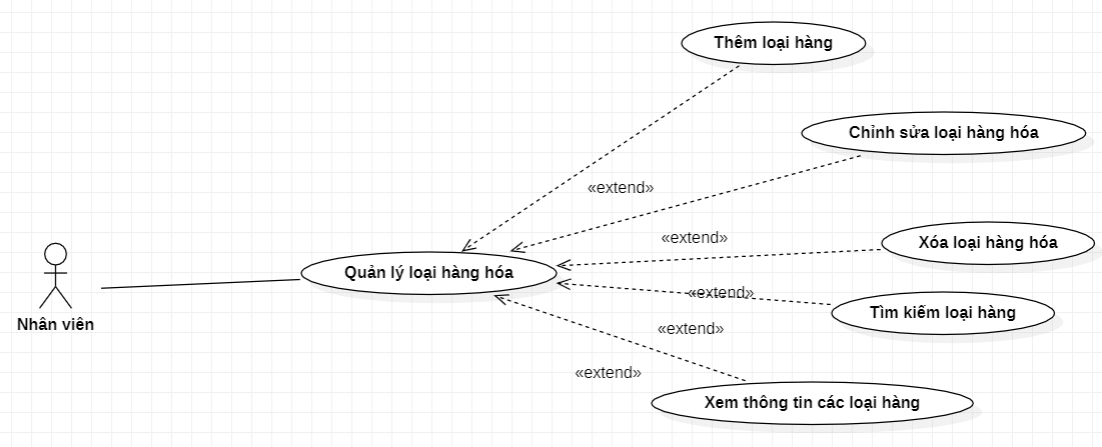 Thêm loại hàng
Chỉnh sửa loại hàng hóa
«extend»
«extend»
Xóa loại hàng hóa
Quản lý loại hàng hóa
«extend»
Tìm kiếm loại hàng
Nhân viên
«extend»
«extend»
Xem thông tin các loại hàng